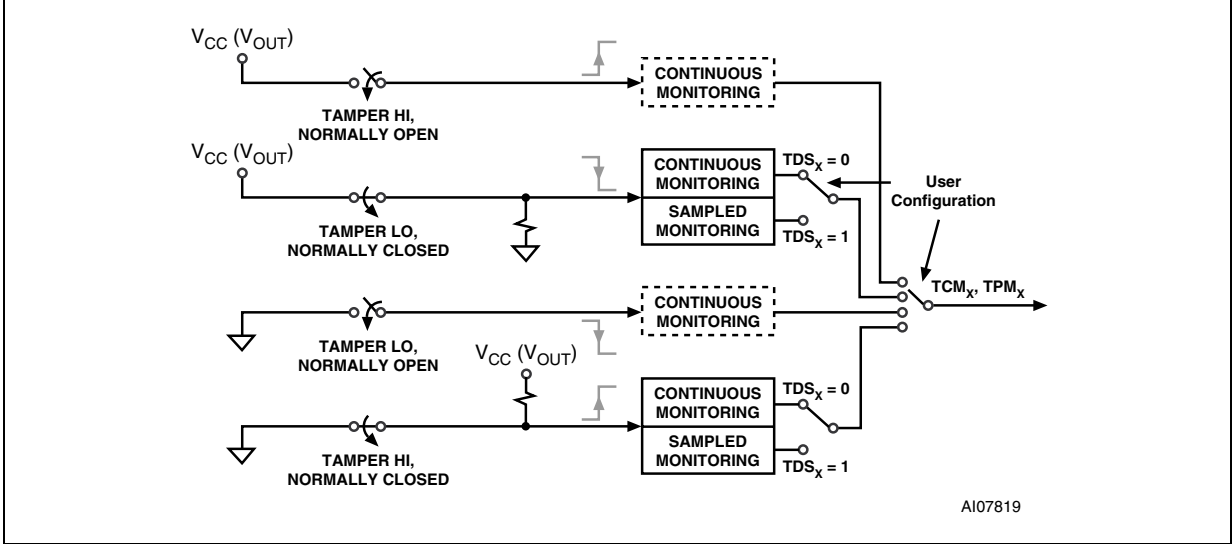 VCC (VOUT)
CONTINUOUS
MONITORING
TAMPER HI,
NORMALLY OPEN
VCC (VOUT)
CONTINUOUS
MONITORING
SAMPLED
MONITORING
TDSX = 0
TDSX = 1
User
Configuration
TAMPER LO,
NORMALLY CLOSED
TCMX, TPMX
CONTINUOUS
MONITORING
TAMPER LO,
NORMALLY OPEN
VCC (VOUT)
CONTINUOUS
MONITORING
SAMPLED
MONITORING
TDSX = 0
TDSX = 1
TAMPER HI,
NORMALLY CLOSED
AI07819